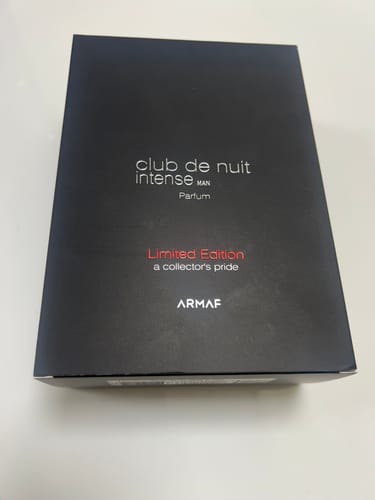 club de nuit
intense MAN
Parfum
Limited Edition
a collector's pride
ARMAF